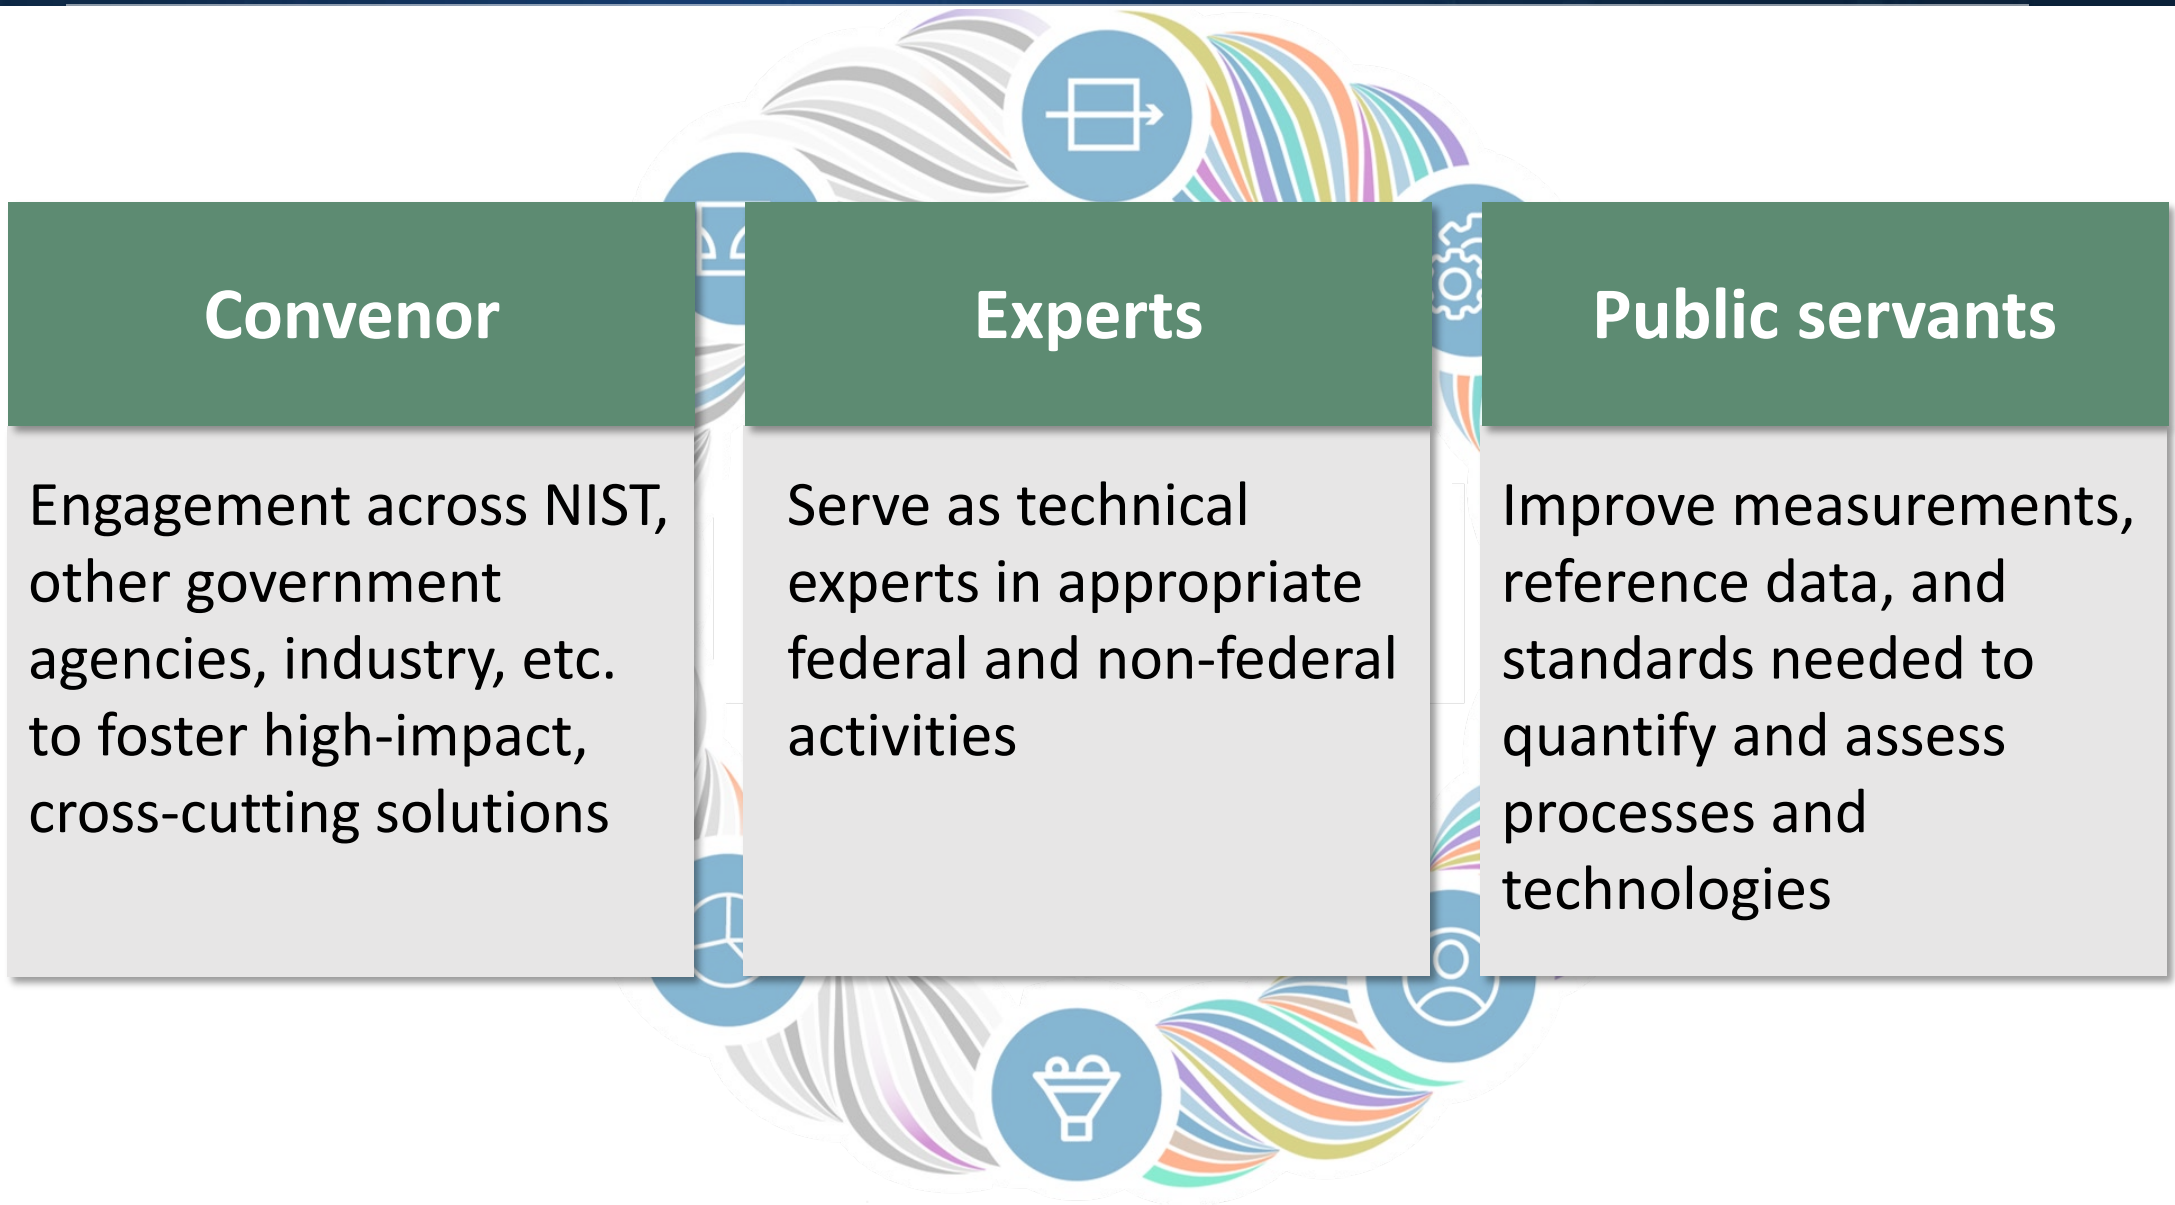 Convenor
Engagement across NIST,
other government
agencies, industry, etc.
to foster high-impact,
cross-cutting solutions
Experts
Serve as technical
experts in appropriate
federal and non-federal
activities
Public servants
Improve measurements,
reference data, and
standards needed to
quantify and assess
processes and
technologies